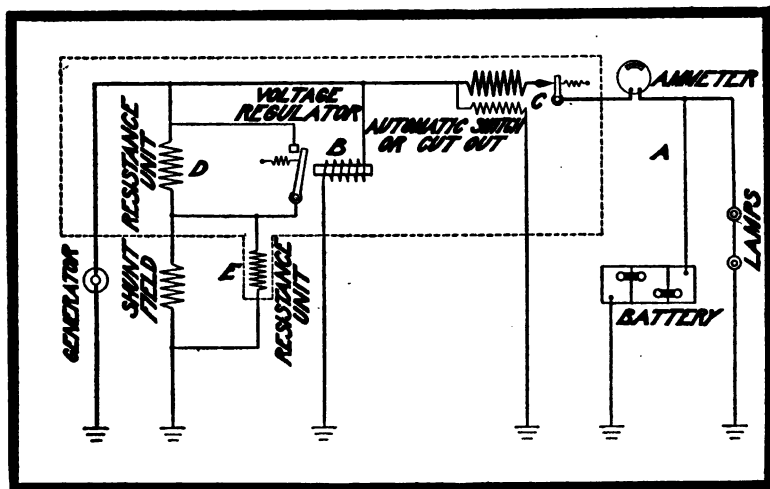 VOLTAGE
REGULATOR
AMMETER
C
AUTOMATIC SWITCH
OR CUT OUT
B
A
RESISTANCE
UNIT
D
LAMPS
GENERATOR
SHUNT
FIELD
E
RESISTANCE
UNIT
BATTERY